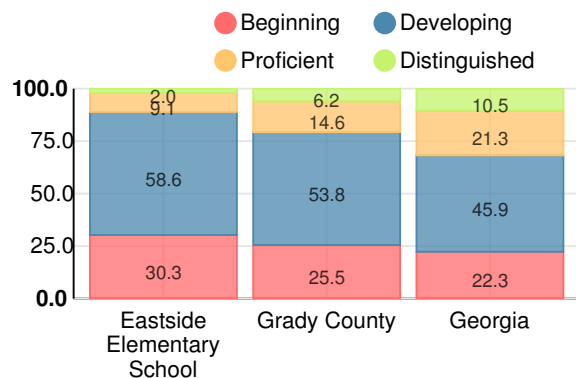 Beginning
Developing
Proficient
Distinguished
100.0
75.0
50.0
25.0
0.0
2.0
9.1
58.6
30.3
6.2
14.6
53.8
25.5
10.5
21.3
45.9
22.3
Eastside
Elementary
School
Grady County
Georgia